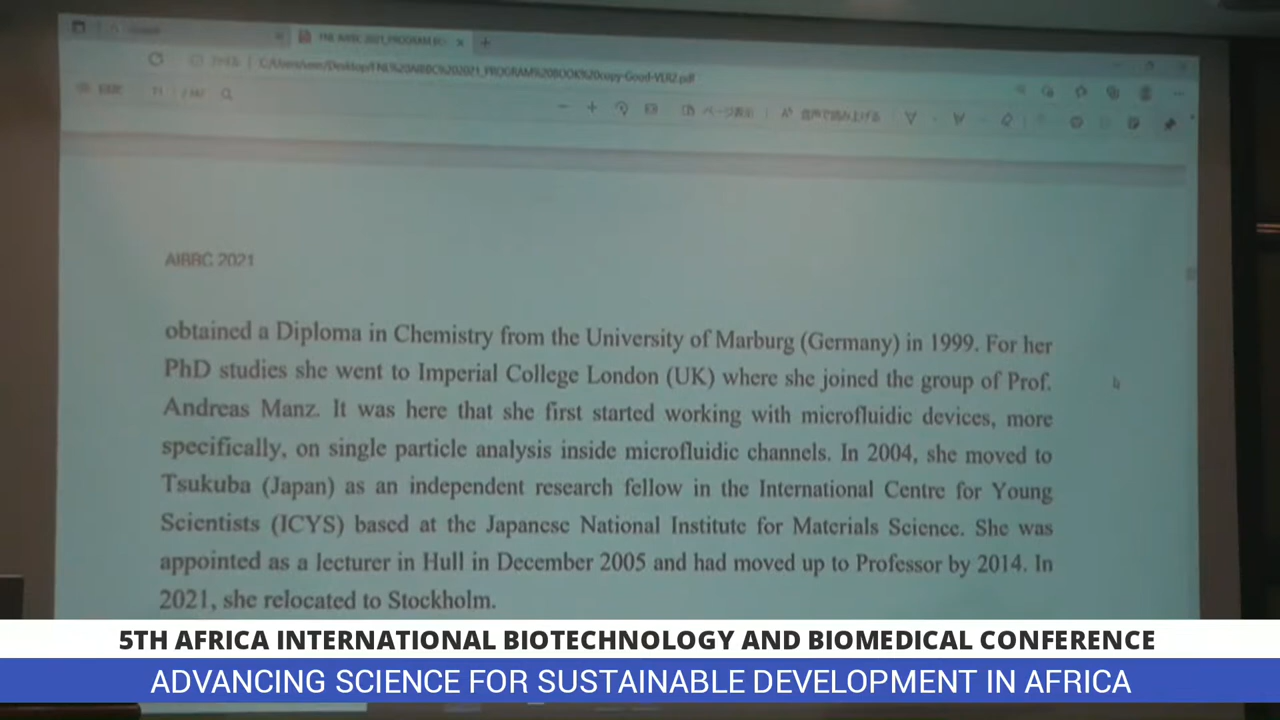 C:/Users/
AIBBC 2021
obtained a Diploma in Chemistry from the University of Marburg (Germany) in 1999. For her
PhD studies she went to Imperial College London (UK) where she joined the group of Prof.
Andreas Manz. It was here that she first started working with microfluidic devices, more
specifically, on single particle analysis inside microfluidic channels. In 2004, she moved to
Tsukuba (Japan) as an independent research fellow in the International Centre for Young
Scientists (ICYS) based at the Japanese National Institute for Materials Science. She was
appointed as a lecturer in Hull in December 2005 and had moved up to Professor by 2014. In
2021, she relocated to Stockholm.
5TH AFRICA INTERNATIONAL BIOTECHNOLOGY AND BIOMEDICAL CONFERENCE
ADVANCING SCIENCE FOR SUSTAINABLE DEVELOPMENT IN AFRICA